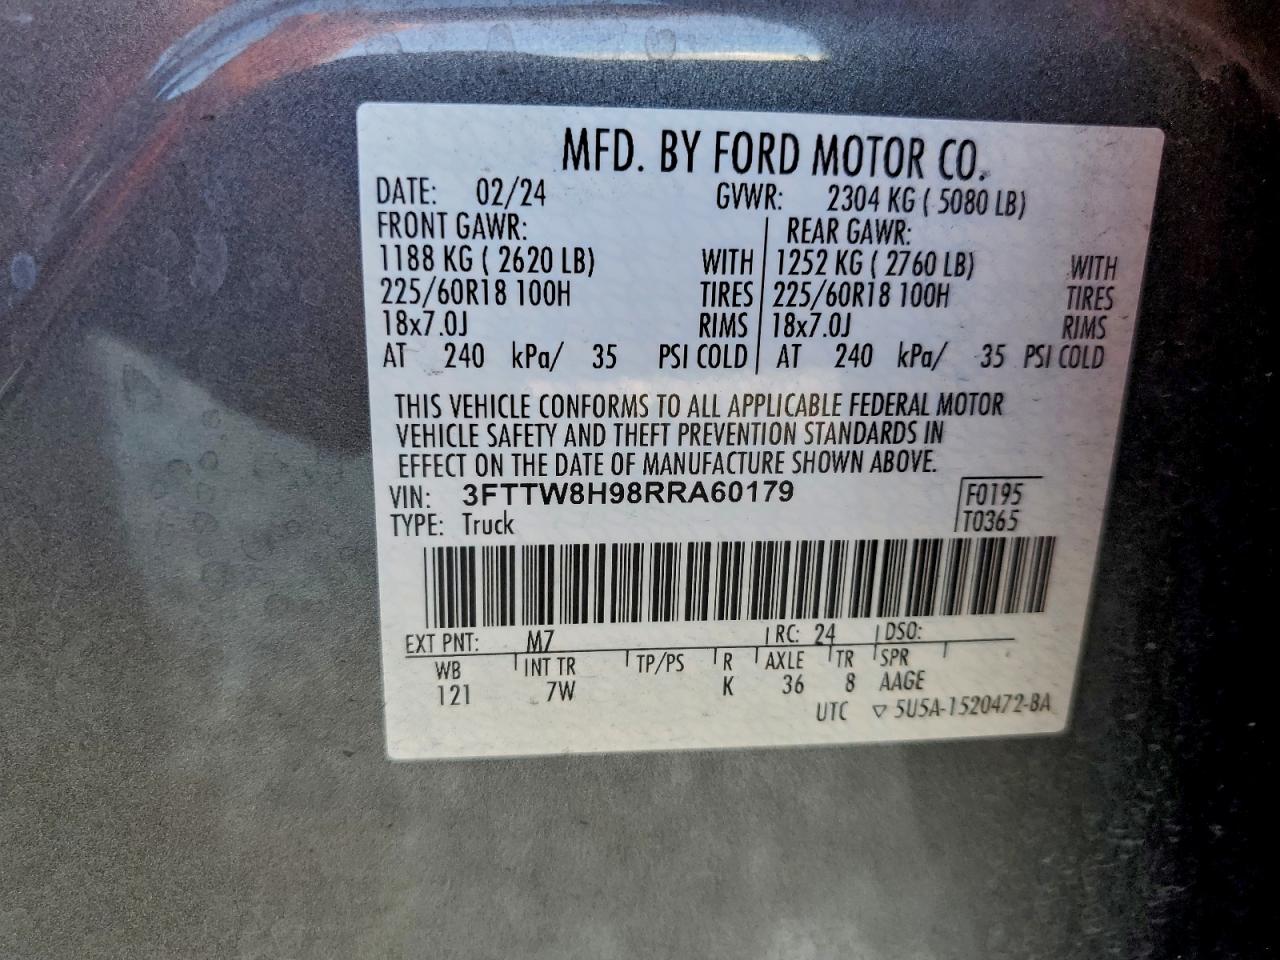 MFD. BY FORD MOTOR CO.
DATE: 02/24 GVWR: 2304 KG ( 5080 LB)
FRONT GAWR: REAR GAWR:
1188 KG ( 2620 LB) WITH 1252 KG ( 2760 LB) WITH
225/60R18 100H TIRES 225/60R18 100H TIRES
18x7.0J RIMS 18x7.0J RIMS
AT 240 kPa/ 35 PSI COLD AT 240 kPa/ 35 PSI COLD
THIS VEHICLE CONFORMS TO ALL APPLICABLE FEDERAL MOTOR
VEHICLE SAFETY AND THEFT PREVENTION STANDARDS IN
EFFECT ON THE DATE OF MANUFACTURE SHOWN ABOVE.
VIN: 3FTTW8H98RRA60179 F0195
TYPE: Truck T0365
EXT PNT: M7 RC: 24 DSO:
WB INT TR TP/PS R AXLE TR SPR
121 7W K 36 8 AAGE
UTC ▽ 5U5A-1520472-BA